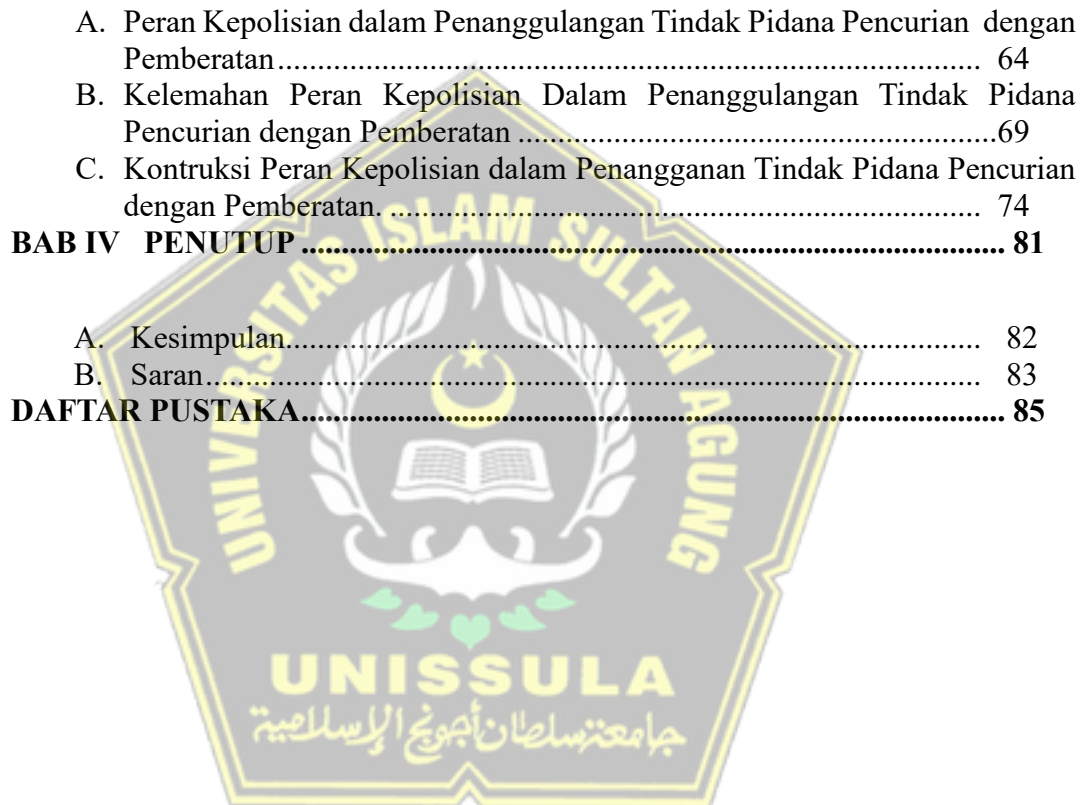 A. Peran Kepolisian dalam Penanggulangan Tindak Pidana Pencurian dengan
Pemberatan.......................................................................................... 64
B. Kelemahan Peran Kepolisian Dalam Penanggulangan Tindak Pidana
Pencurian dengan Pemberatan .............................................................69
C. Kontruksi Peran Kepolisian dalam Penangganan Tindak Pidana Pencurian
dengan Pemberatan. ............................................................................ 74
BAB IV PENUTUP .......................................................................................... 81
A. Kesimpulan......................................................................................... 82
B. Saran................................................................................................... 83
DAFTAR PUSTAKA.......................................................................................... 85
UNIVERSITAS ISLAM SULTAN AGUNG
UNISSULA
جامعة سلطان أجونج الإسلامية